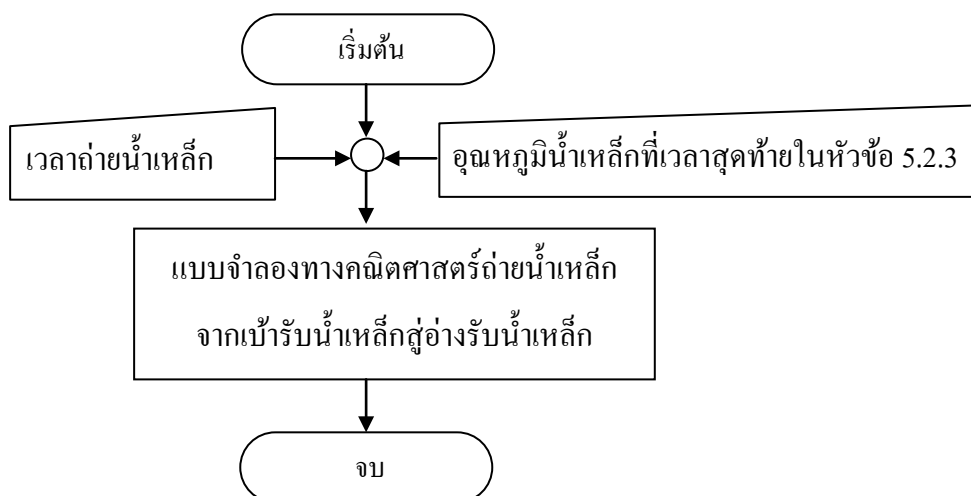 เริ่มต้น
เวลาถ่ายน้ำเหล็ก
อุณหภูมิน้ำเหล็กที่เวลาสุดท้ายในหัวข้อ 5.2.3
แบบจำลองทางคณิตศาสตร์ถ่ายน้ำเหล็ก
จากเบ้ารับน้ำเหล็กสู่อ่างรับน้ำเหล็ก
จบ